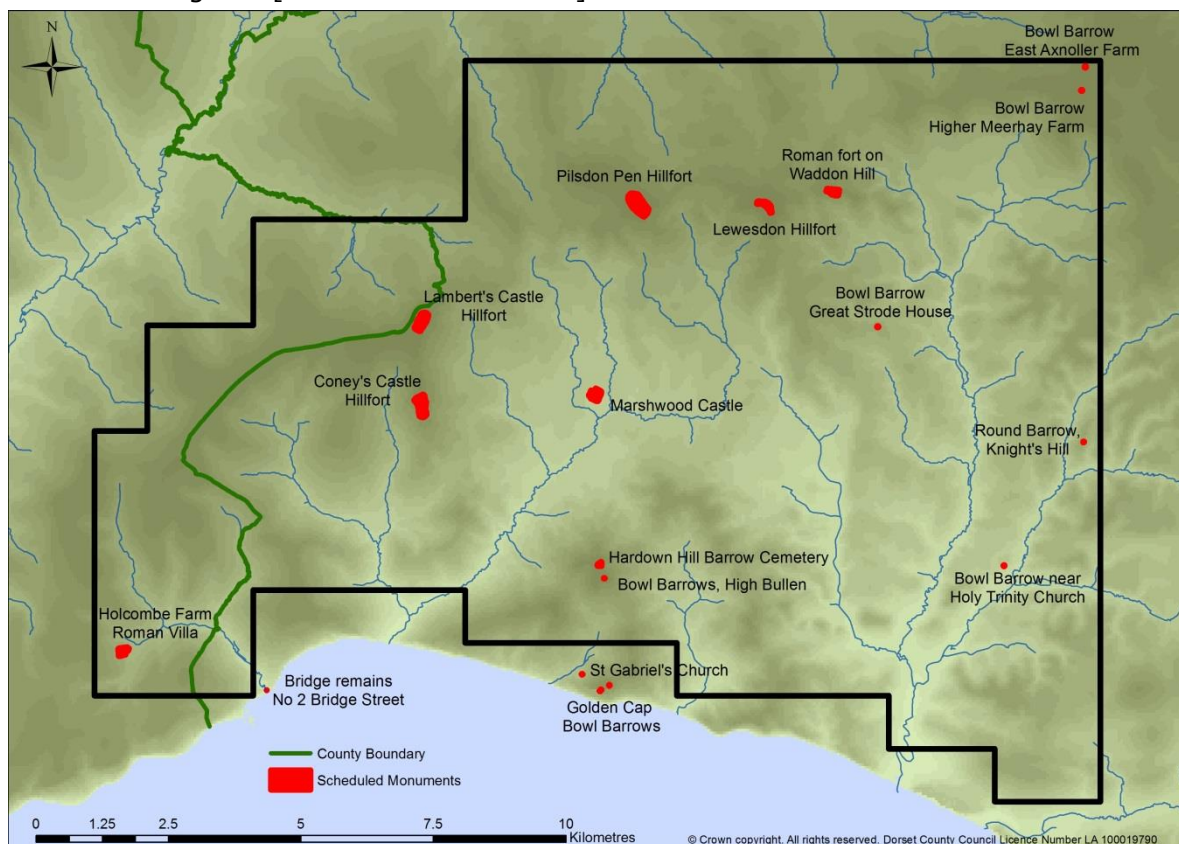 N
Bowl Barrow
East Axnoller Farm
Bowl Barrow
Higher Meerhay Farm
Roman fort on
Waddon Hill
Pilsdon Pen Hillfort
Lewesdon Hillfort
Bowl Barrow
Great Strode House
Lambert's Castle
Hillfort
Coney's Castle
Hillfort
Marshwood Castle
Round Barrow,
Knight's Hill
Hardown Hill Barrow Cemetery
Bowl Barrows, High Bullen
Bowl Barrow near
Holy Trinity Church
Holcombe Farm
Roman Villa
St Gabriel's Church
Bridge remains
No 2 Bridge Street
Golden Cap
Bowl Barrows
County Boundary
Scheduled Monuments
0 1.25 2.5 5 7.5 10
Kilometres
© Crown copyright. All rights reserved. Dorset County Council Licence Number LA 100019790